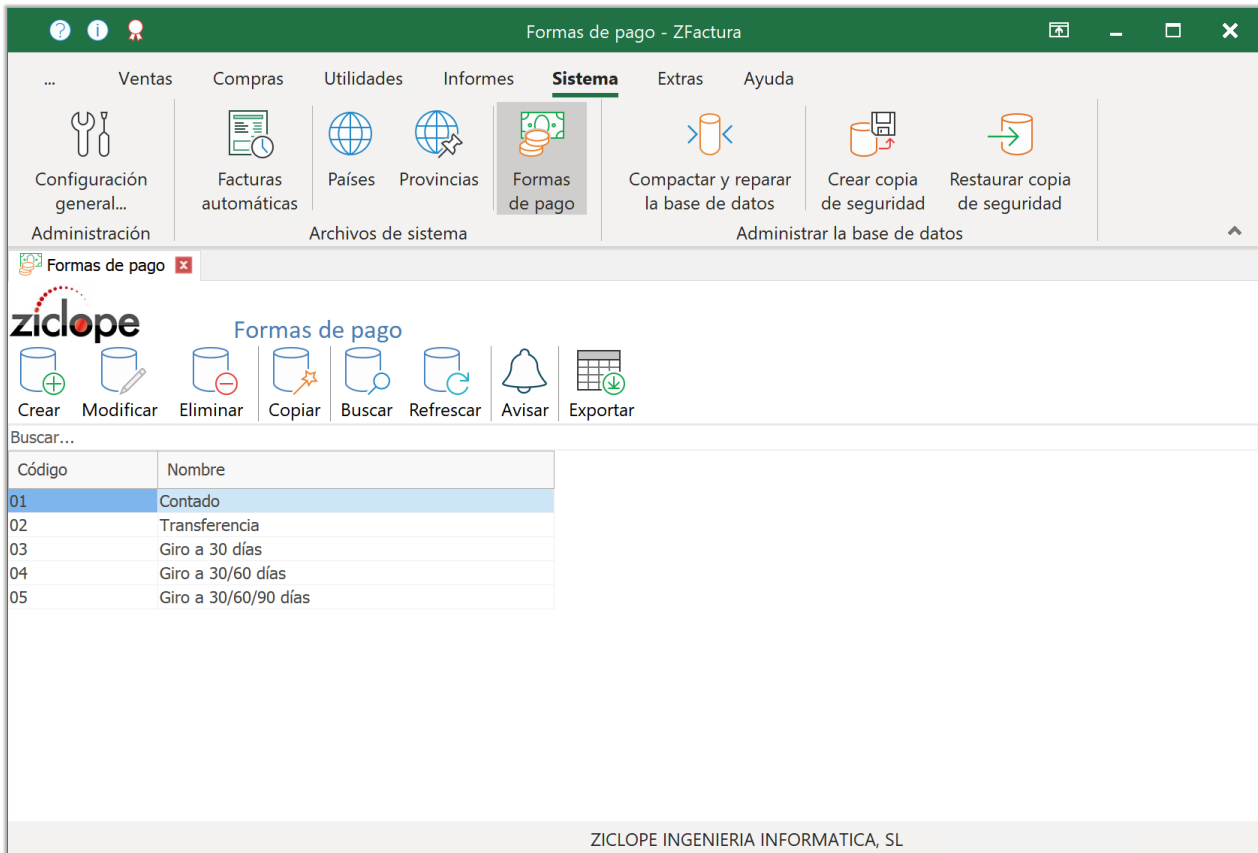 Formas de pago - ZFactura
... Ventas Compras Utilidades Informes Sistema Extras Ayuda
Configuración general...
Facturas automáticas
Países
Provincias
Formas de pago
Compactar y reparar la base de datos
Crear copia de seguridad
Restaurar copia de seguridad
Administración
Archivos de sistema
Administrar la base de datos
Formas de pago
ziclope
Formas de pago
Crear Modificar Eliminar Copiar Buscar Refrescar Avisar Exportar
Buscar...
Código Nombre
01 Contado
02 Transferencia
03 Giro a 30 días
04 Giro a 30/60 días
05 Giro a 30/60/90 días
ZICLOPE INGENIERIA INFORMATICA, SL